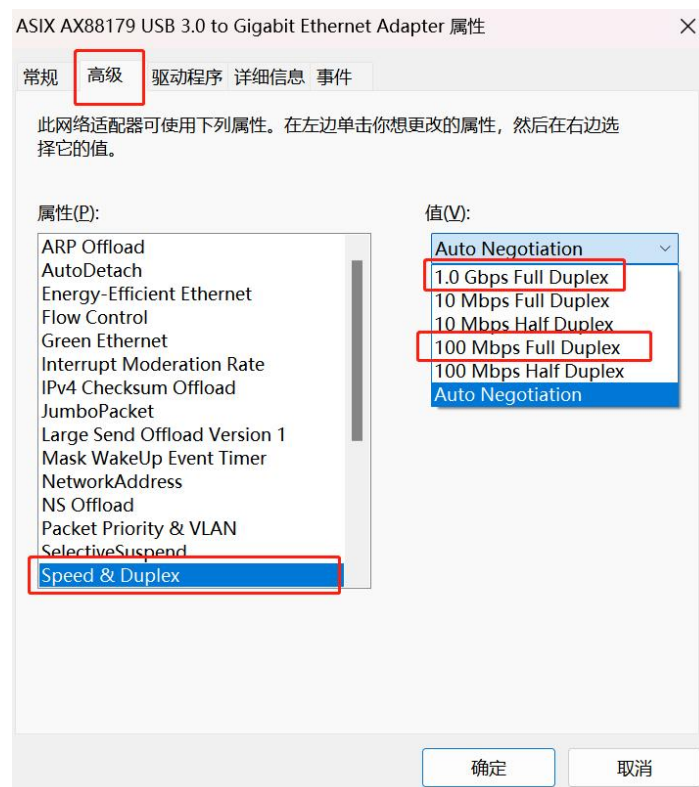 ASIX AX88179 USB 3.0 to Gigabit Ethernet Adapter 属性
常规 高级 驱动程序 详细信息 事件
此网络适配器可使用下列属性。在左边单击你想更改的属性，然后在右边选
择它的值。
属性(P):
ARP Offload
AutoDetach
Energy-Efficient Ethernet
Flow Control
Green Ethernet
Interrupt Moderation Rate
IPv4 Checksum Offload
JumboPacket
Large Send Offload Version 1
Mask WakeUp Event Timer
NetworkAddress
NS Offload
Packet Priority & VLAN
SelectiveSuspend
Speed & Duplex
值(V):
Auto Negotiation
1.0 Gbps Full Duplex
10 Mbps Full Duplex
10 Mbps Half Duplex
100 Mbps Full Duplex
100 Mbps Half Duplex
Auto Negotiation
确定 取消